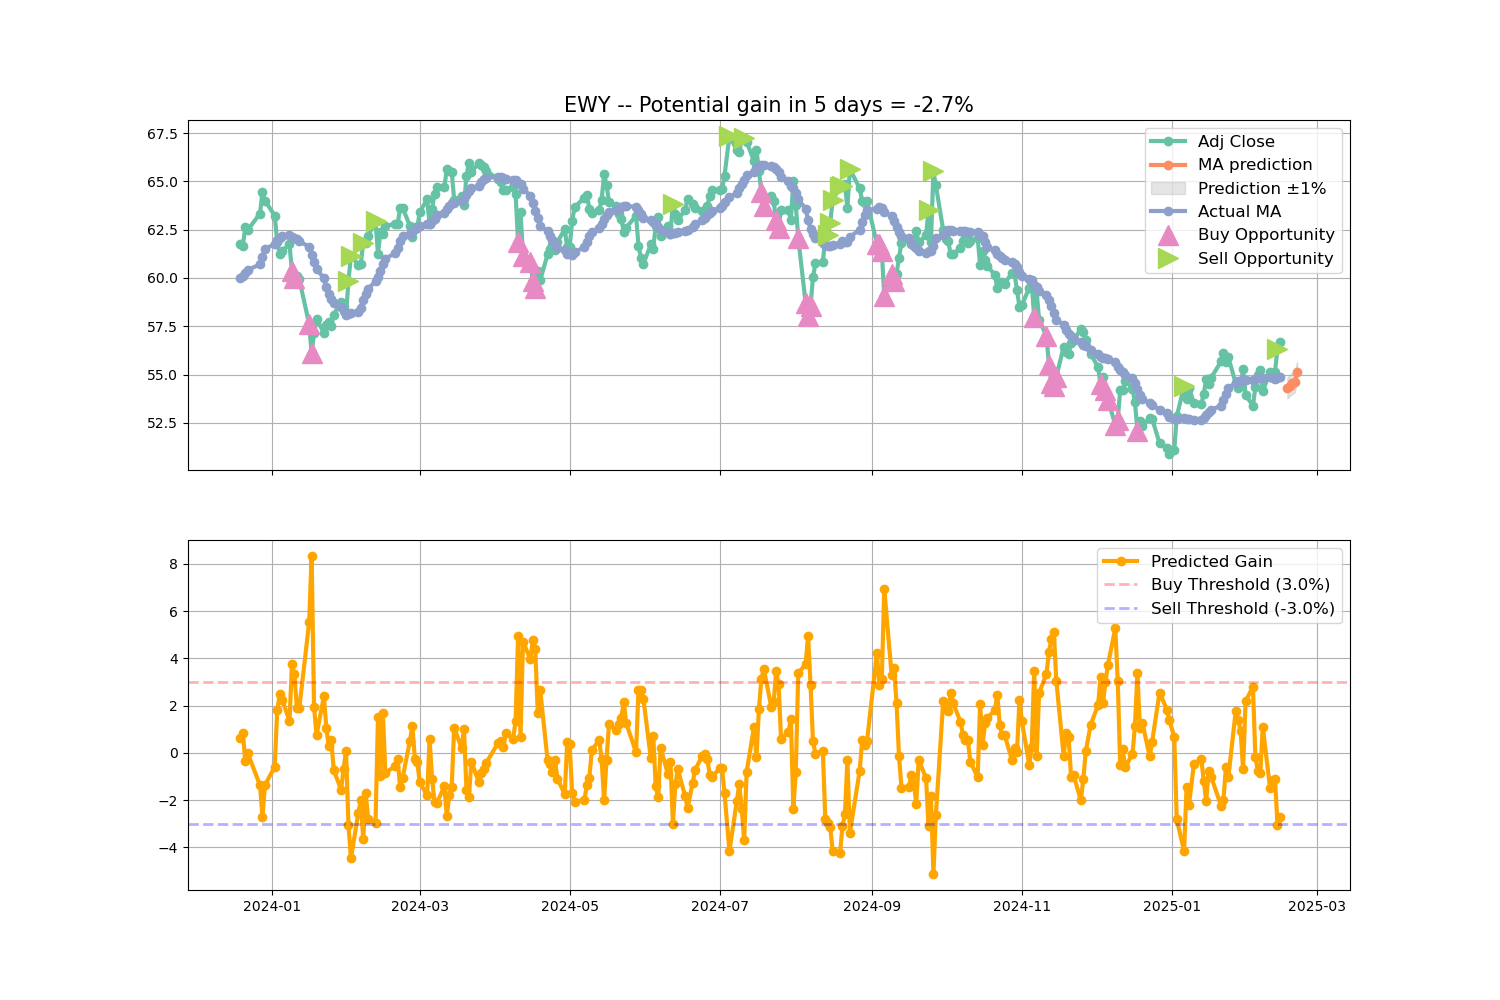 EWY -- Potential gain in 5 days = -2.7%
67.5
65.0
62.5
60.0
57.5
55.0
52.5
Adj Close
MA prediction
Prediction ±1%
Actual MA
Buy Opportunity
Sell Opportunity
8
6
4
2
0
−2
−4
Predicted Gain
Buy Threshold (3.0%)
Sell Threshold (-3.0%)
2024-01 2024-03 2024-05 2024-07 2024-09 2024-11 2025-01 2025-03